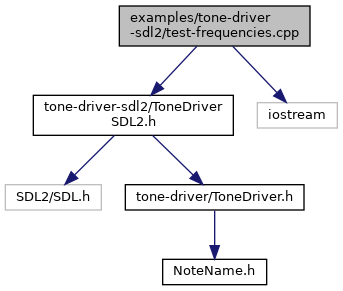 examples/tone-driver
-sdl2/test-frequencies.cpp
tone-driver-sdl2/ToneDriver
SDL2.h
iostream
SDL2/SDL.h
tone-driver/ToneDriver.h
NoteName.h